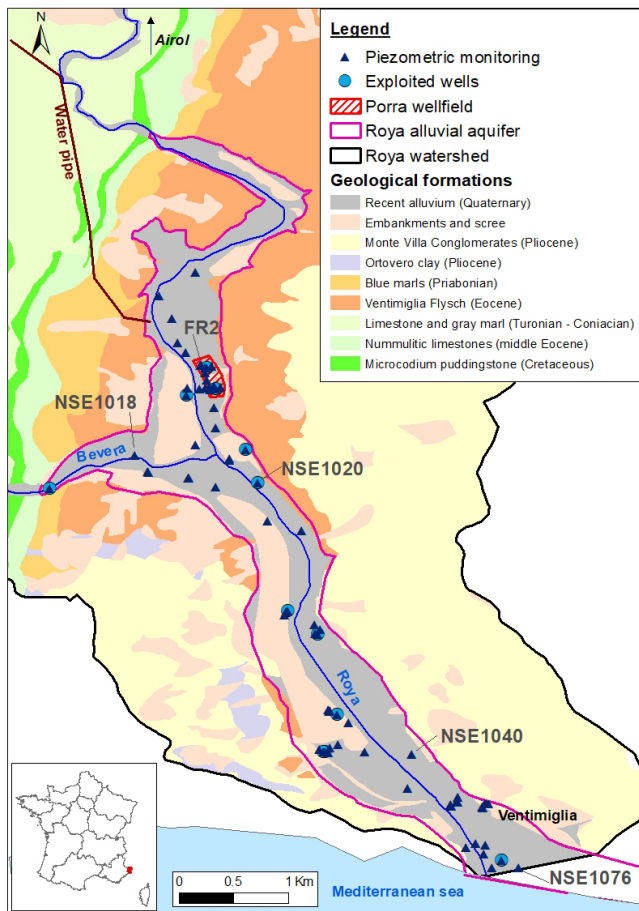 N
Airol
Water pipe
Legend
Piezometric monitoring
Exploited wells
Porra wellfield
Roya alluvial aquifer
Roya watershed
Geological formations
Recent alluvium (Quaternary)
Embankments and scree
Monte Villa Conglomerates (Pliocene)
Ortovero clay (Pliocene)
Blue marls (Priabonian)
Ventimiglia Flysch (Eocene)
Limestone and gray marl (Turonian - Coniacian)
Nummulitic limestones (middle Eocene)
Microcodium puddingstone (Cretaceous)
FR2
NSE1018
Bevera
NSE1020
Roya
NSE1040
Ventimiglia
NSE1076
0 0.5 1 Km
Mediterranean sea